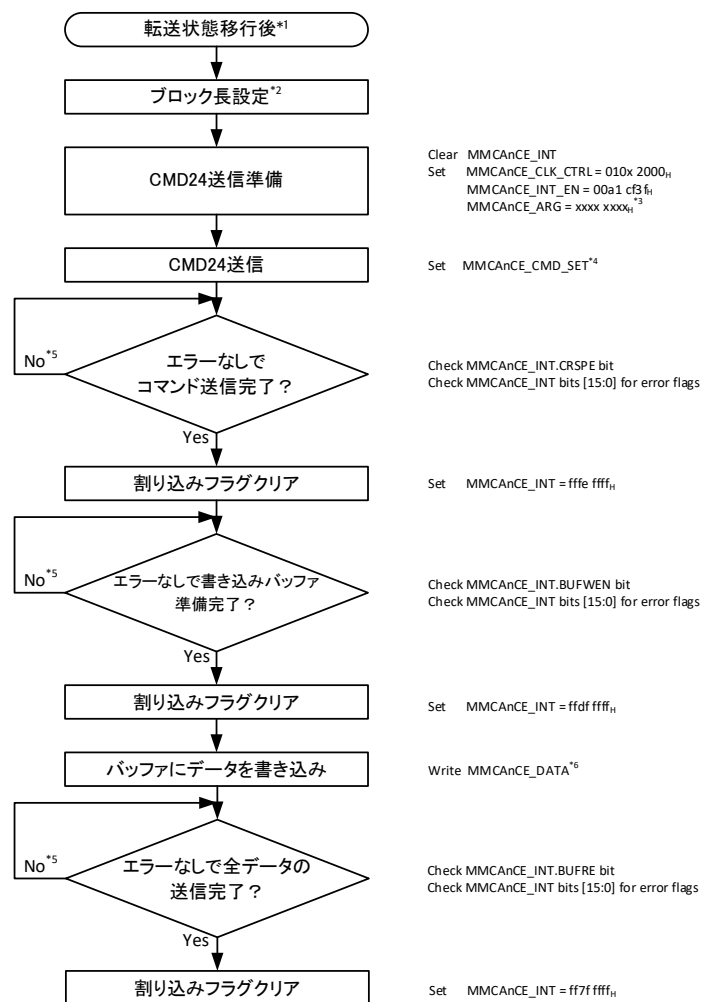 転送状態移行後*1
ブロック長設定*2
CMD24送信準備
Clear MMCAnCE_INT
Set MMCAnCE_CLK_CTRL = 010x 2000H
MMCAnCE_INT_EN = 00a1 cf3fH
MMCAnCE_ARG = xxxx xxxxH*3
CMD24送信
Set MMCAnCE_CMD_SET*4
No*5
エラーなしで
コマンド送信完了？
Check MMCAnCE_INT.CRSPE bit
Check MMCAnCE_INT bits [15:0] for error flags
Yes
割り込みフラグクリア
Set MMCAnCE_INT = fffe ffffH
No*5
エラーなしで書き込みバッファ
準備完了？
Check MMCAnCE_INT.BUFWEN bit
Check MMCAnCE_INT bits [15:0] for error flags
Yes
割り込みフラグクリア
Set MMCAnCE_INT = ffdf ffffH
バッファにデータを書き込み
Write MMCAnCE_DATA*6
No*5
エラーなしで全データの
送信完了？
Check MMCAnCE_INT.BUFRE bit
Check MMCAnCE_INT bits [15:0] for error flags
Yes
割り込みフラグクリア
Set MMCAnCE_INT = ff7f ffffH